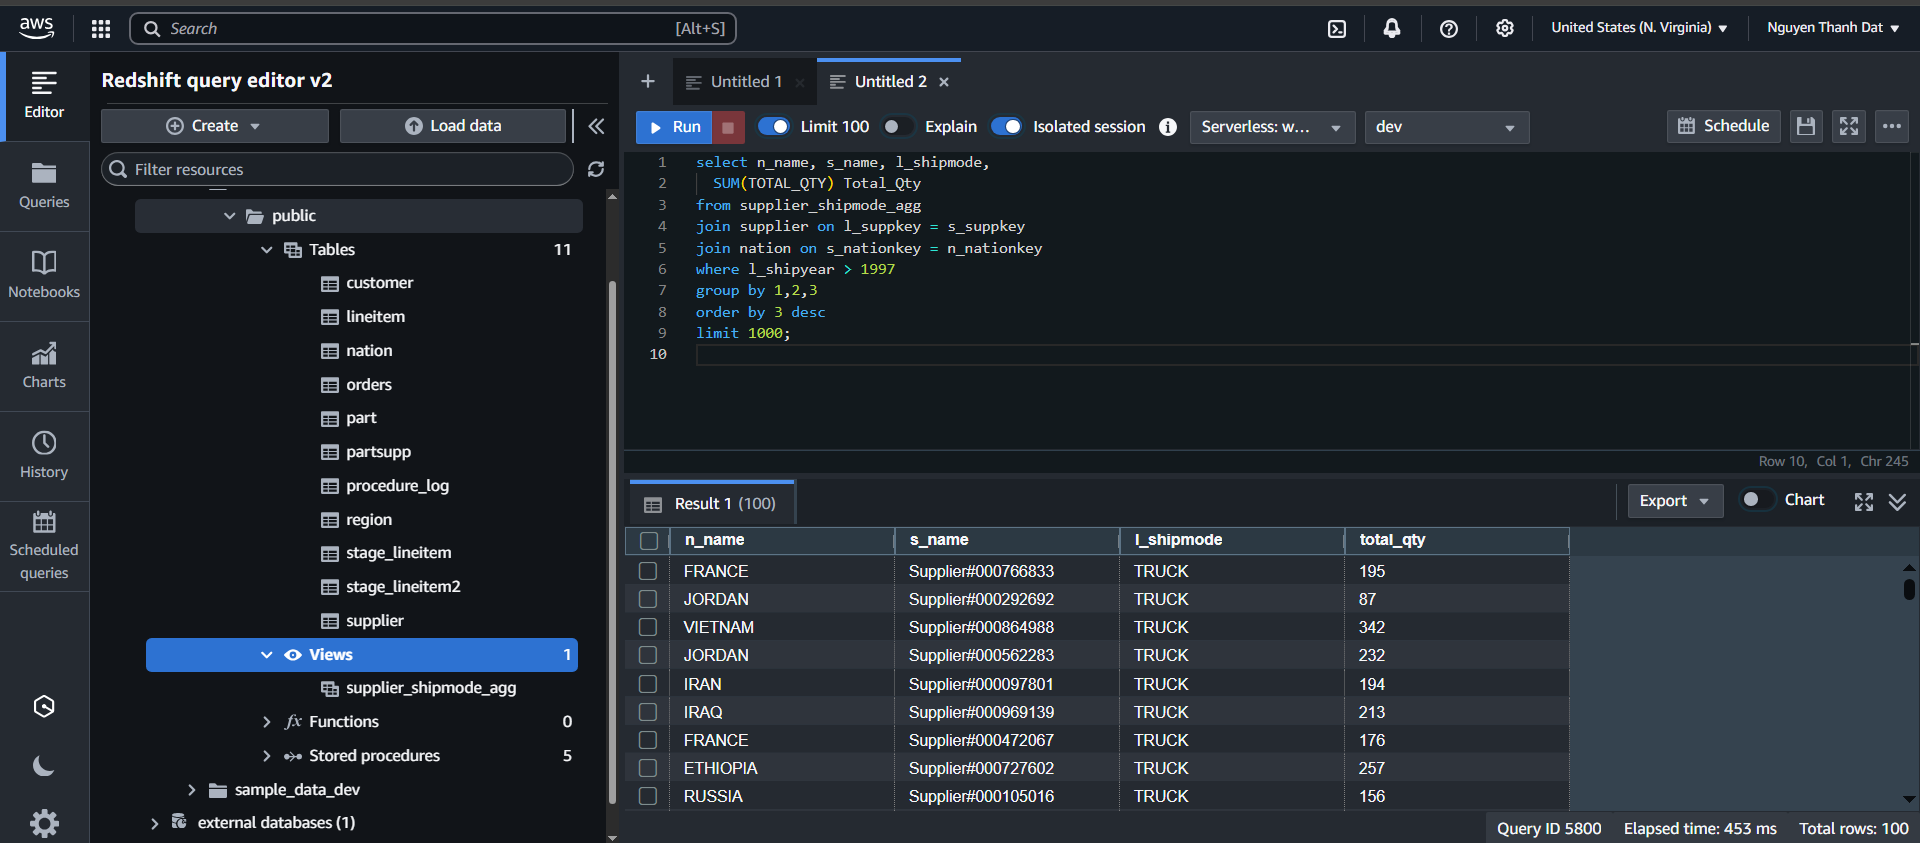 aws
Search [Alt+S]
United States (N. Virginia)
Nguyen Thanh Dat
Editor
Queries
Notebooks
Charts
History
Scheduled
queries
Redshift query editor v2
Create
Load data
Filter resources
public
Tables 11
customer
lineitem
nation
orders
part
partsupp
procedure_log
region
stage_lineitem
stage_lineitem2
supplier
Views 1
supplier_shipmode_agg
fx Functions 0
Stored procedures 5
sample_data_dev
external databases (1)
+ Untitled 1 × Untitled 2 ×
Run Limit 100 Explain Isolated session i Serverless: w... dev Schedule
1 select n_name, s_name, l_shipmode,
2 SUM(TOTAL_QTY) Total_Qty
3 from supplier_shipmode_agg
4 join supplier on l_suppkey = s_suppkey
5 join nation on s_nationkey = n_nationkey
6 where l_shipyear > 1997
7 group by 1,2,3
8 order by 3 desc
9 limit 1000;
10
Row 10, Col 1, Chr 245
Result 1 (100)
Export Chart
n_name s_name l_shipmode total_qty
FRANCE Supplier#000766833 TRUCK 195
JORDAN Supplier#000292692 TRUCK 87
VIETNAM Supplier#000864988 TRUCK 342
JORDAN Supplier#000562283 TRUCK 232
IRAN Supplier#000097801 TRUCK 194
IRAQ Supplier#000969139 TRUCK 213
FRANCE Supplier#000472067 TRUCK 176
ETHIOPIA Supplier#000727602 TRUCK 257
RUSSIA Supplier#000105016 TRUCK 156
Query ID 5800 Elapsed time: 453 ms Total rows: 100